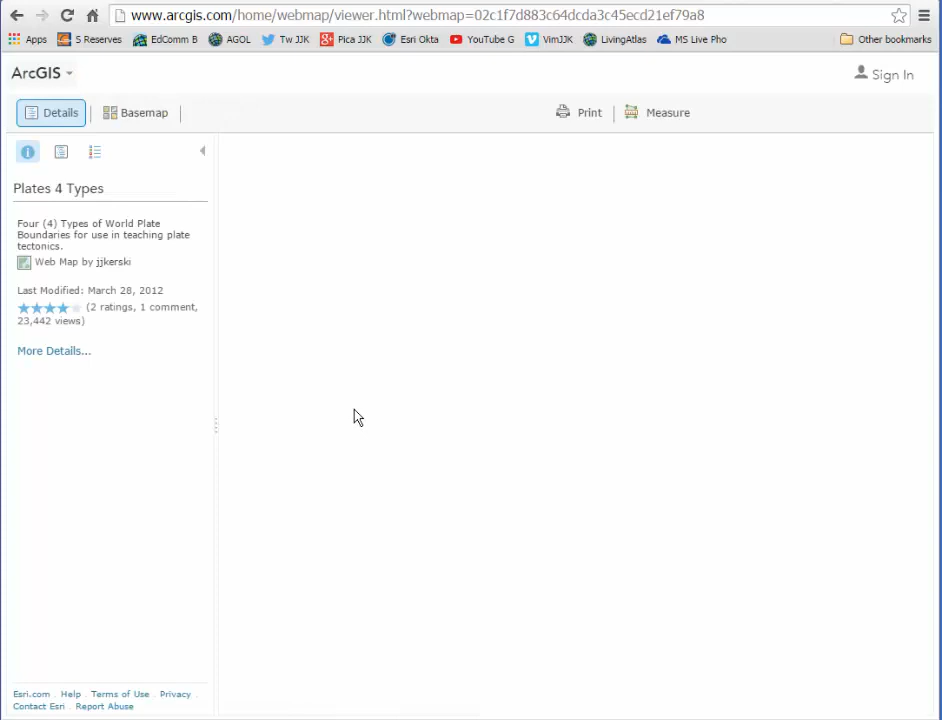 www.arcgis.com/home/webmap/viewer.html?webmap=02c1f7d883c64dcda3c45ecd21ef79a8
Apps S Reserves EdComm B AGOL Tw JJK Pica JJK Esri Okta YouTube G VimJJK LivingAtlas MS Live Pho Other bookmarks
ArcGIS Sign In
Details Basemap Print Measure
Plates 4 Types
Four (4) Types of World Plate
Boundaries for use in teaching plate
tectonics.
Web Map by jjkerski
Last Modified: March 28, 2012
(2 ratings, 1 comment,
23,442 views)
More Details...
Esri.com . Help . Terms of Use . Privacy .
Contact Esri . Report Abuse